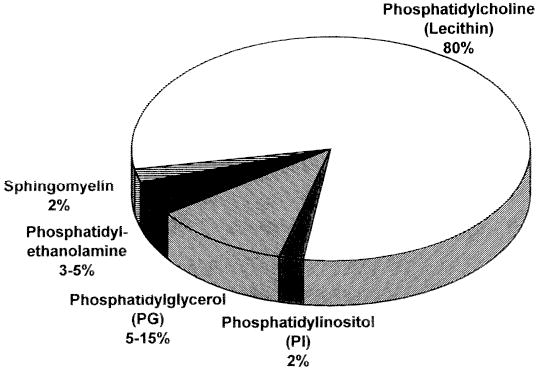 Phosphatidylcholine
(Lecithin)
80%
Sphingomyelin
2%
Phosphatidyl-
ethanolamine
3-5%
Phosphatidylglycerol
(PG)
5-15%
Phosphatidylinositol
(PI)
2%